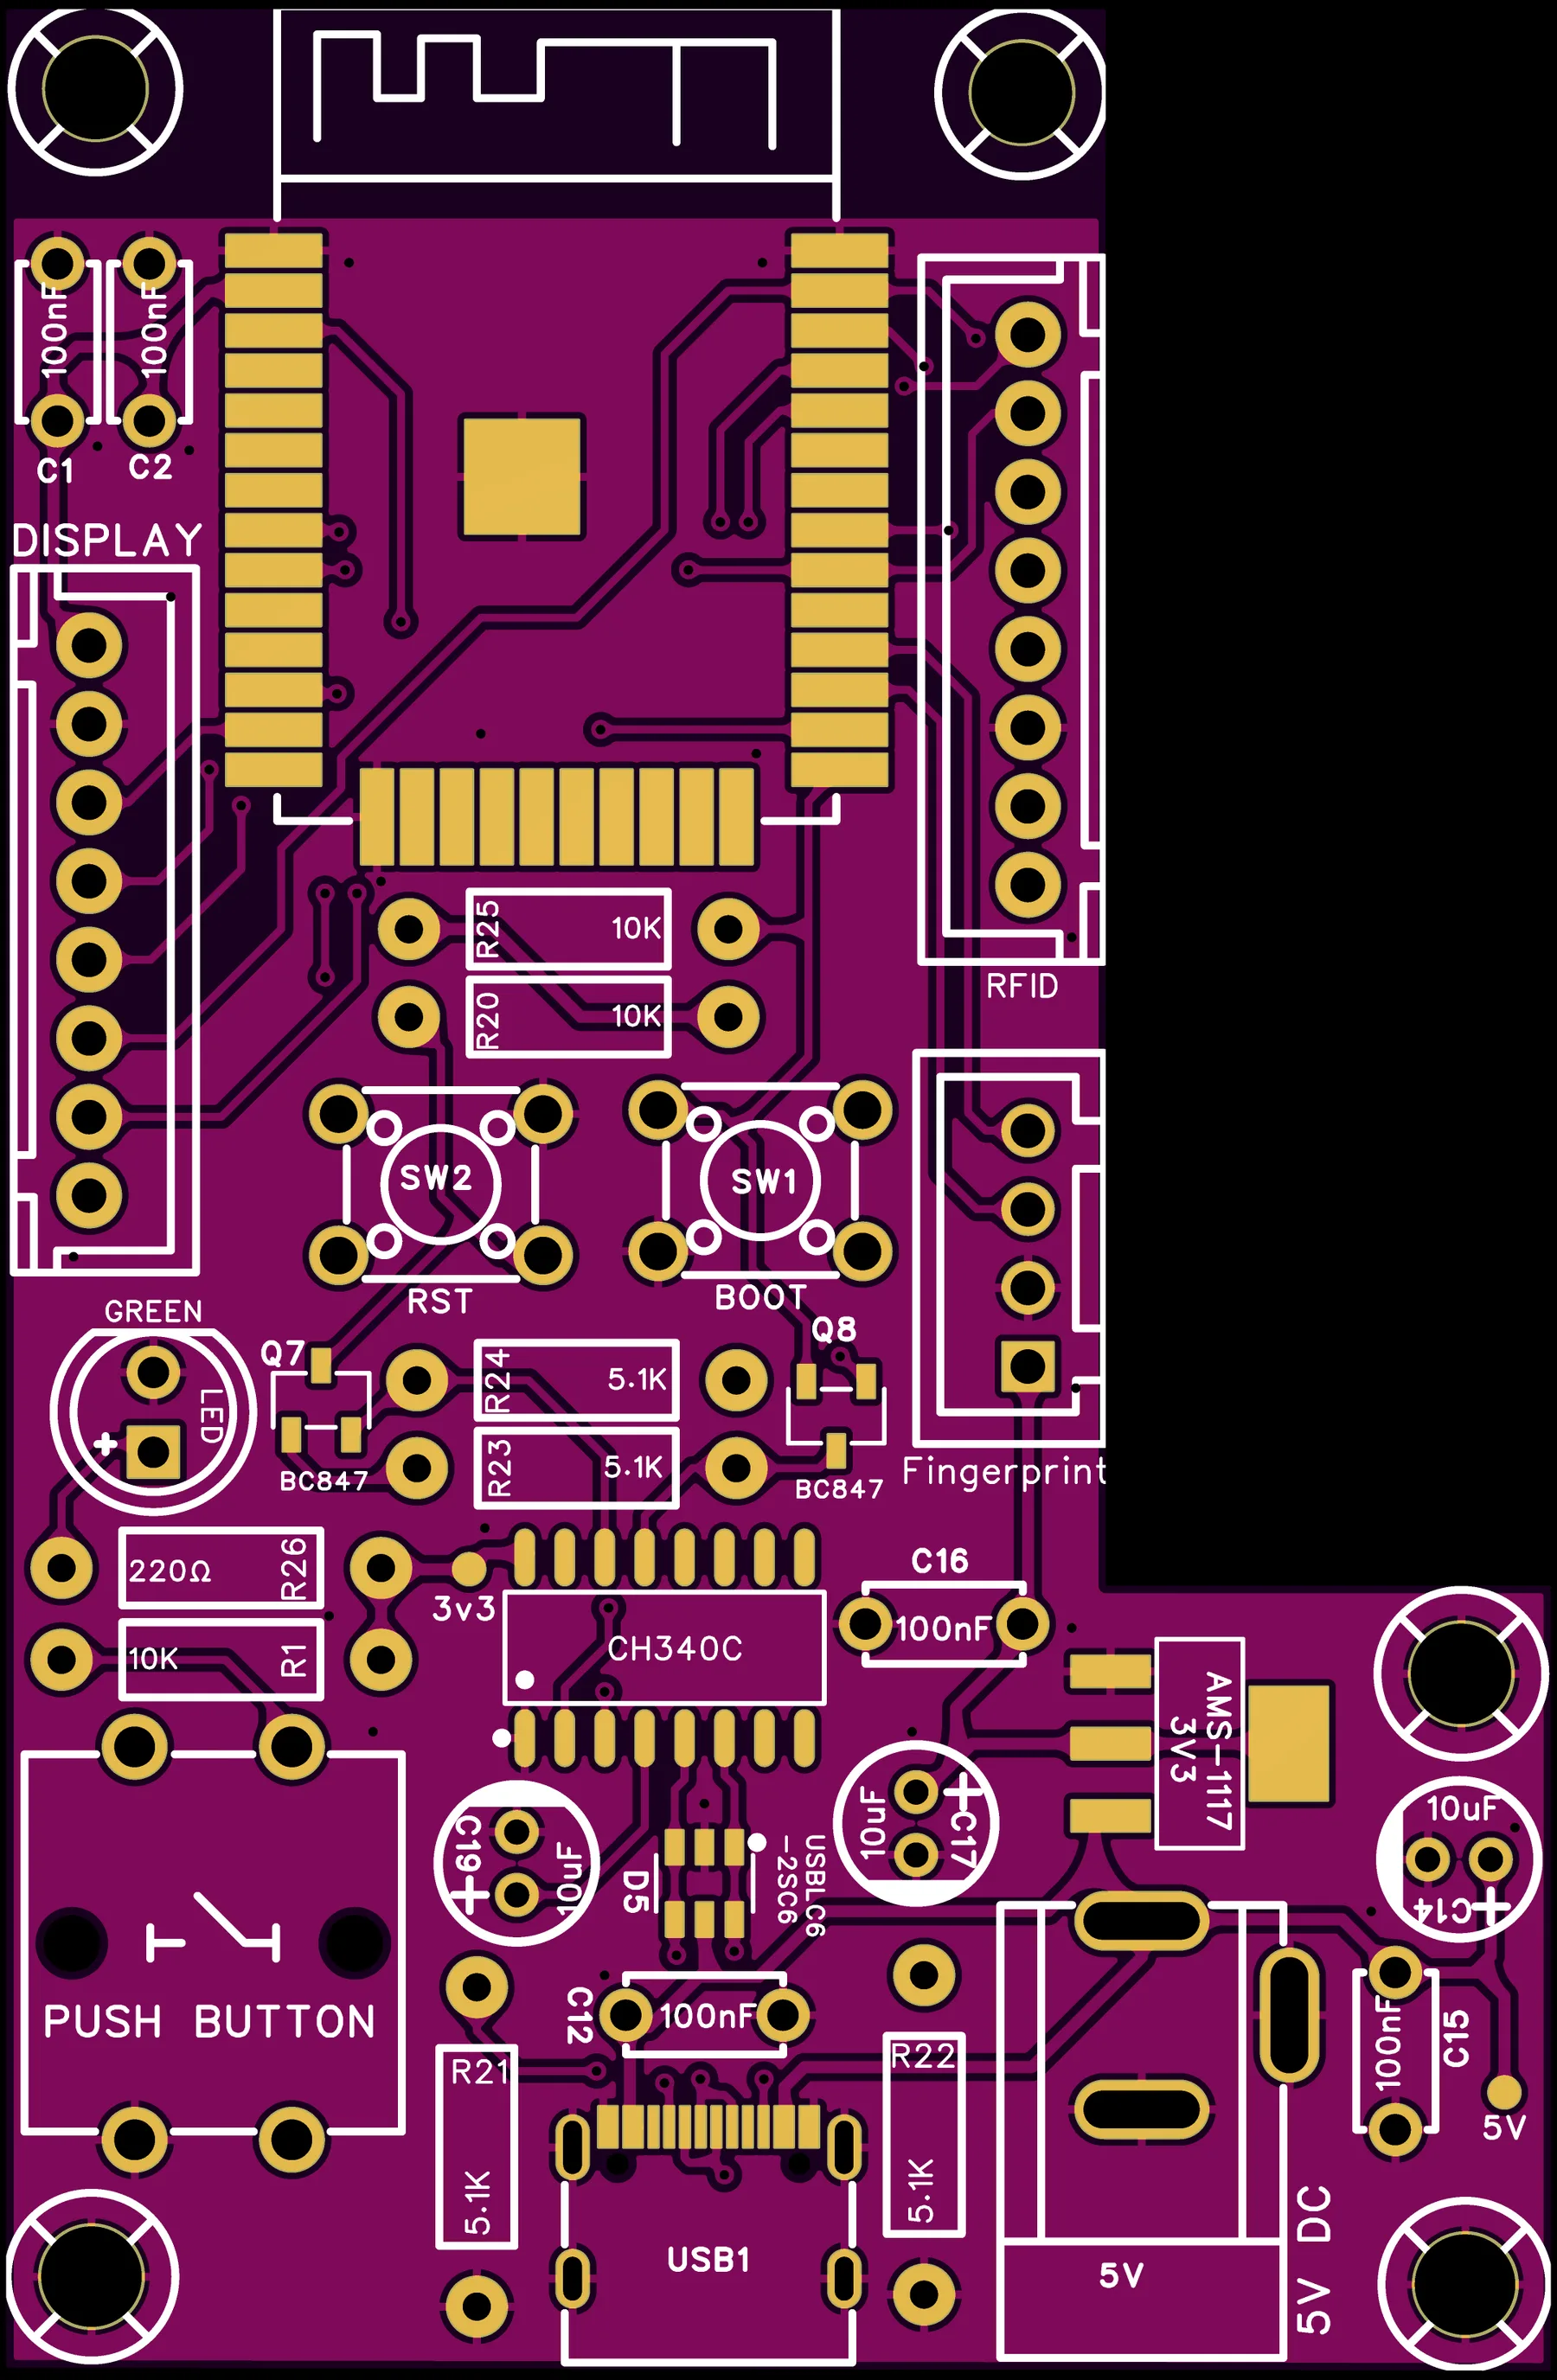 100nF
100nF
C1
C2
DISPLAY
R25
10K
RFID
R20
10K
SW2
SW1
RST
BOOT
GREEN
Q7
Q8
LED
+
R24
5.1K
BC847
R23
5.1K
BC847
Fingerprint
220Ω
R26
3v3
C16
100nF
10K
R1
CH340C
AMS-1117
3V3
10uF
C17
+
10uF
C14
+
C19
+
10uF
D5
USBLC6
-2SC6
PUSH BUTTON
C12
100nF
100nF
C15
R21
5.1K
R22
5.1K
5V
USB1
5V
5V DC